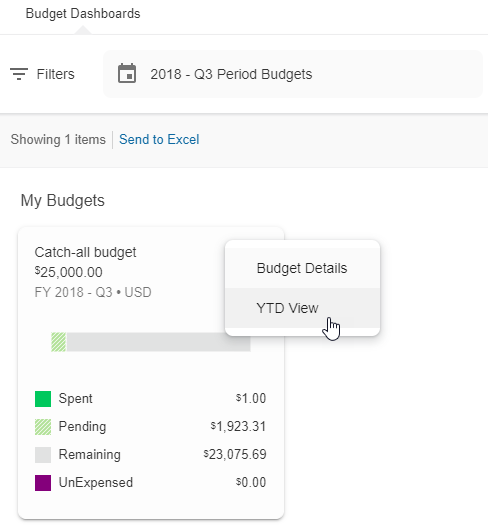 Budget Dashboards
Filters
2018 - Q3 Period Budgets
Showing 1 items Send to Excel
My Budgets
Catch-all budget
$25,000.00
FY 2018 - Q3 • USD
Budget Details
YTD View
Spent $1.00
Pending $1,923.31
Remaining $23,075.69
UnExpensed $0.00